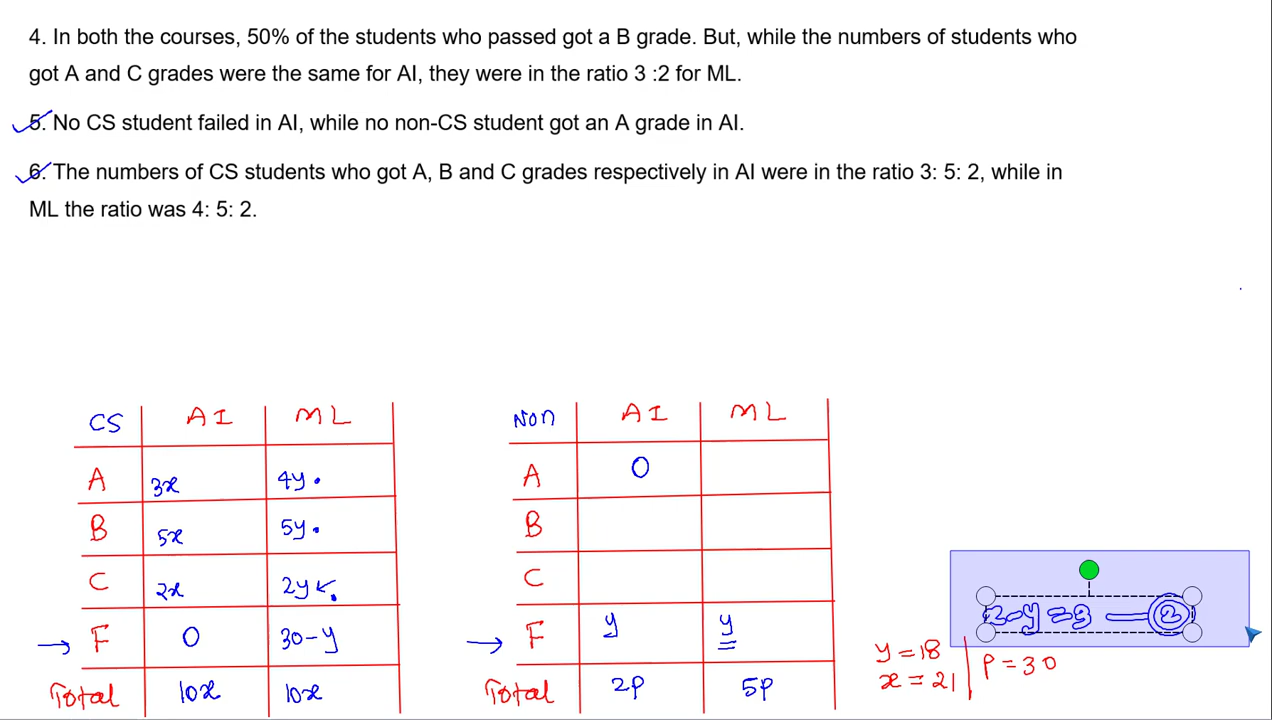 4. In both the courses, 50% of the students who passed got a B grade. But, while the numbers of students who
got A and C grades were the same for AI, they were in the ratio 3 :2 for ML.
5. No CS student failed in AI, while no non-CS student got an A grade in AI.
6. The numbers of CS students who got A, B and C grades respectively in AI were in the ratio 3: 5: 2, while in
ML the ratio was 4: 5: 2.
CS AI ML
A 3x 4y
B 5x 5y
C 2x 2y
F 0 30-y
Total 10x 10x
Non AI ML
A 0
B
C
F y y
Total 2P 5P
x-y=3 — 2
y=18
x=21
P=30